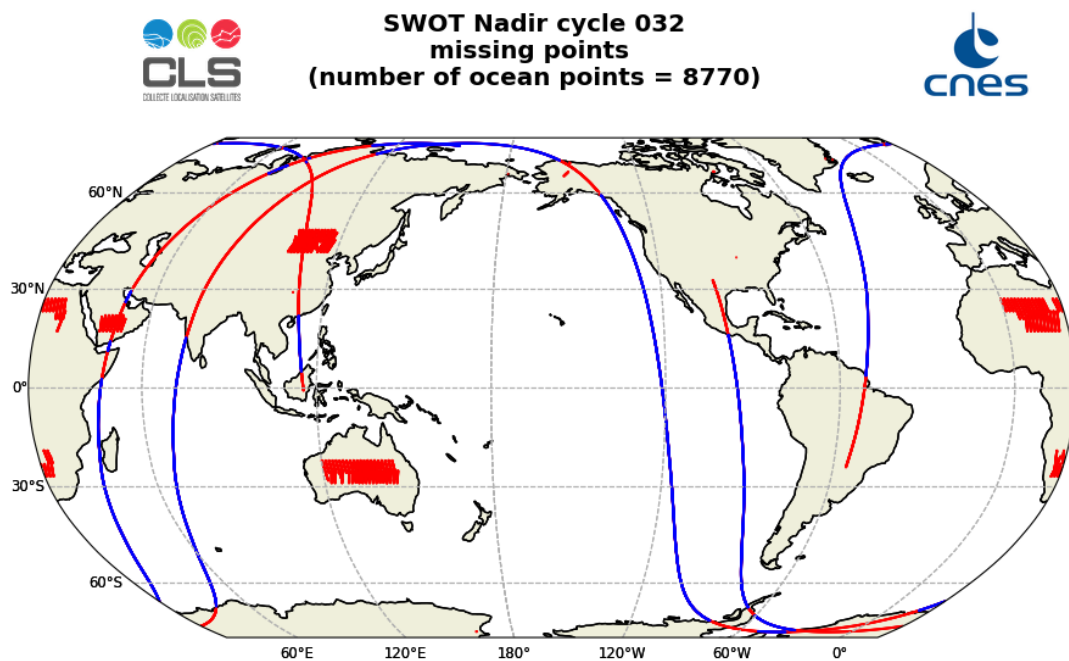 SWOT Nadir cycle 032
missing points
(number of ocean points = 8770)
CLS
COLLECTE LOCALISATION SATELLITES
cnes
60°N
30°N
0°
30°S
60°S
60°E
120°E
180°
120°W
60°W
0°